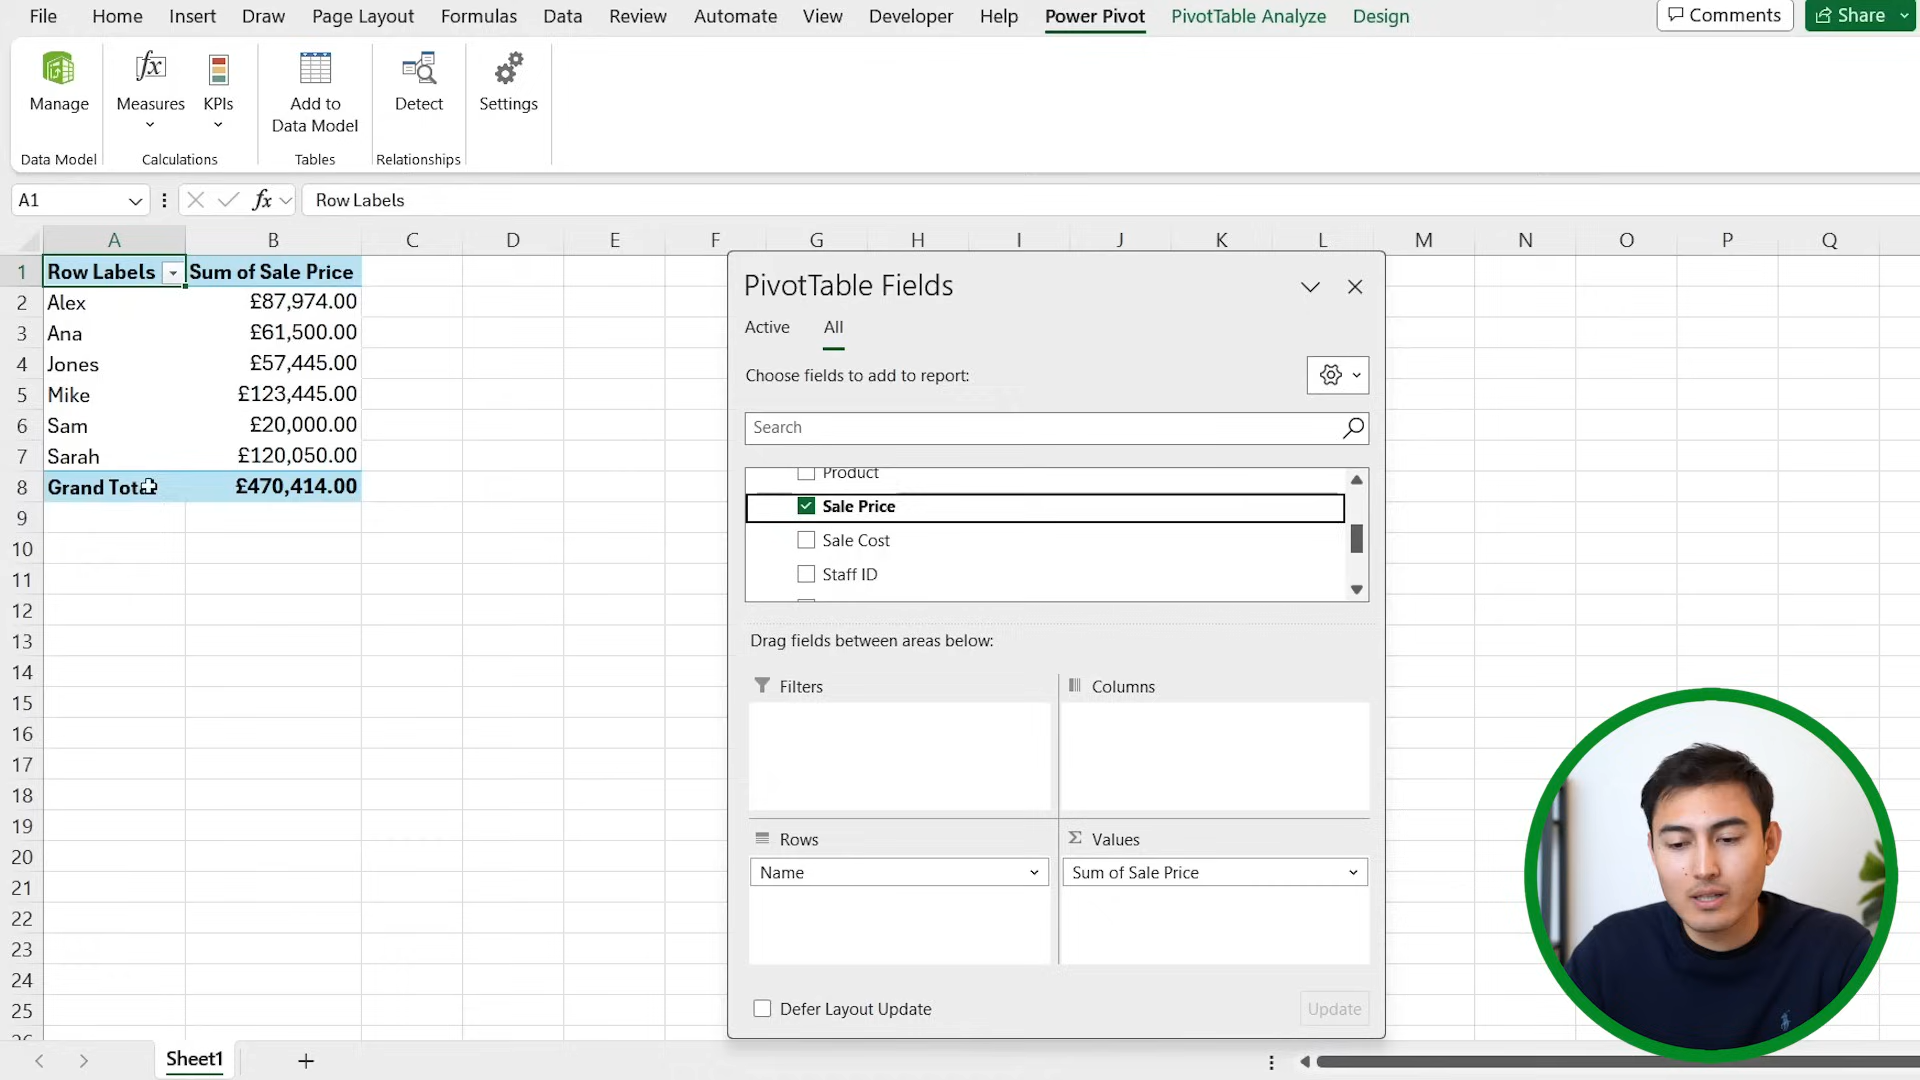 File Home Insert Draw Page Layout Formulas Data Review Automate View Developer Help Power Pivot PivotTable Analyze Design Comments Share
Manage Measures KPIs Add to Data Model Detect Settings
Data Model Calculations Tables Relationships
A1 fx Row Labels
A B C D E F G H I J K L M N O P Q
1 Row Labels Sum of Sale Price
2 Alex £87,974.00
3 Ana £61,500.00
4 Jones £57,445.00
5 Mike £123,445.00
6 Sam £20,000.00
7 Sarah £120,050.00
8 Grand Total £470,414.00
9
10
11
12
13
14
15
16
17
18
19
20
21
22
23
24
25
PivotTable Fields
Active All
Choose fields to add to report:
Search
Product
Sale Price
Sale Cost
Staff ID
Drag fields between areas below:
Filters Columns
Rows Σ Values
Name Sum of Sale Price
Defer Layout Update Update
Sheet1